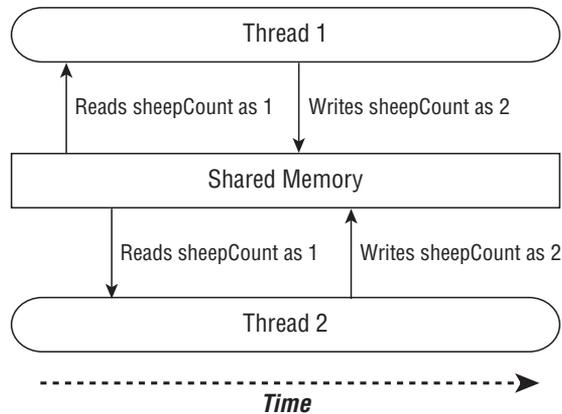 Thread 1
Reads sheepCount as 1
Writes sheepCount as 2
Shared Memory
Reads sheepCount as 1
Writes sheepCount as 2
Thread 2
Time